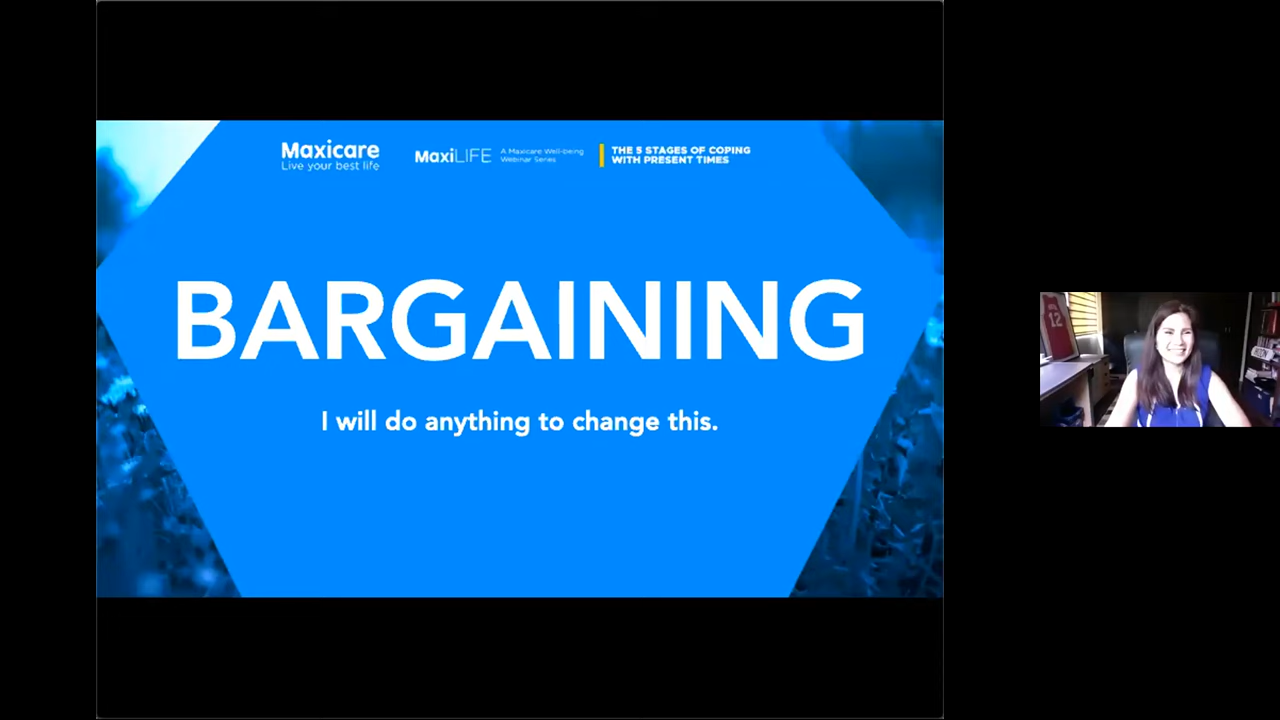 Maxicare
Live your best life
MaxiLIFE
A Maxicare Well-being
Webinar Series
THE 5 STAGES OF COPING
WITH PRESENT TIMES
BARGAINING
I will do anything to change this.
12